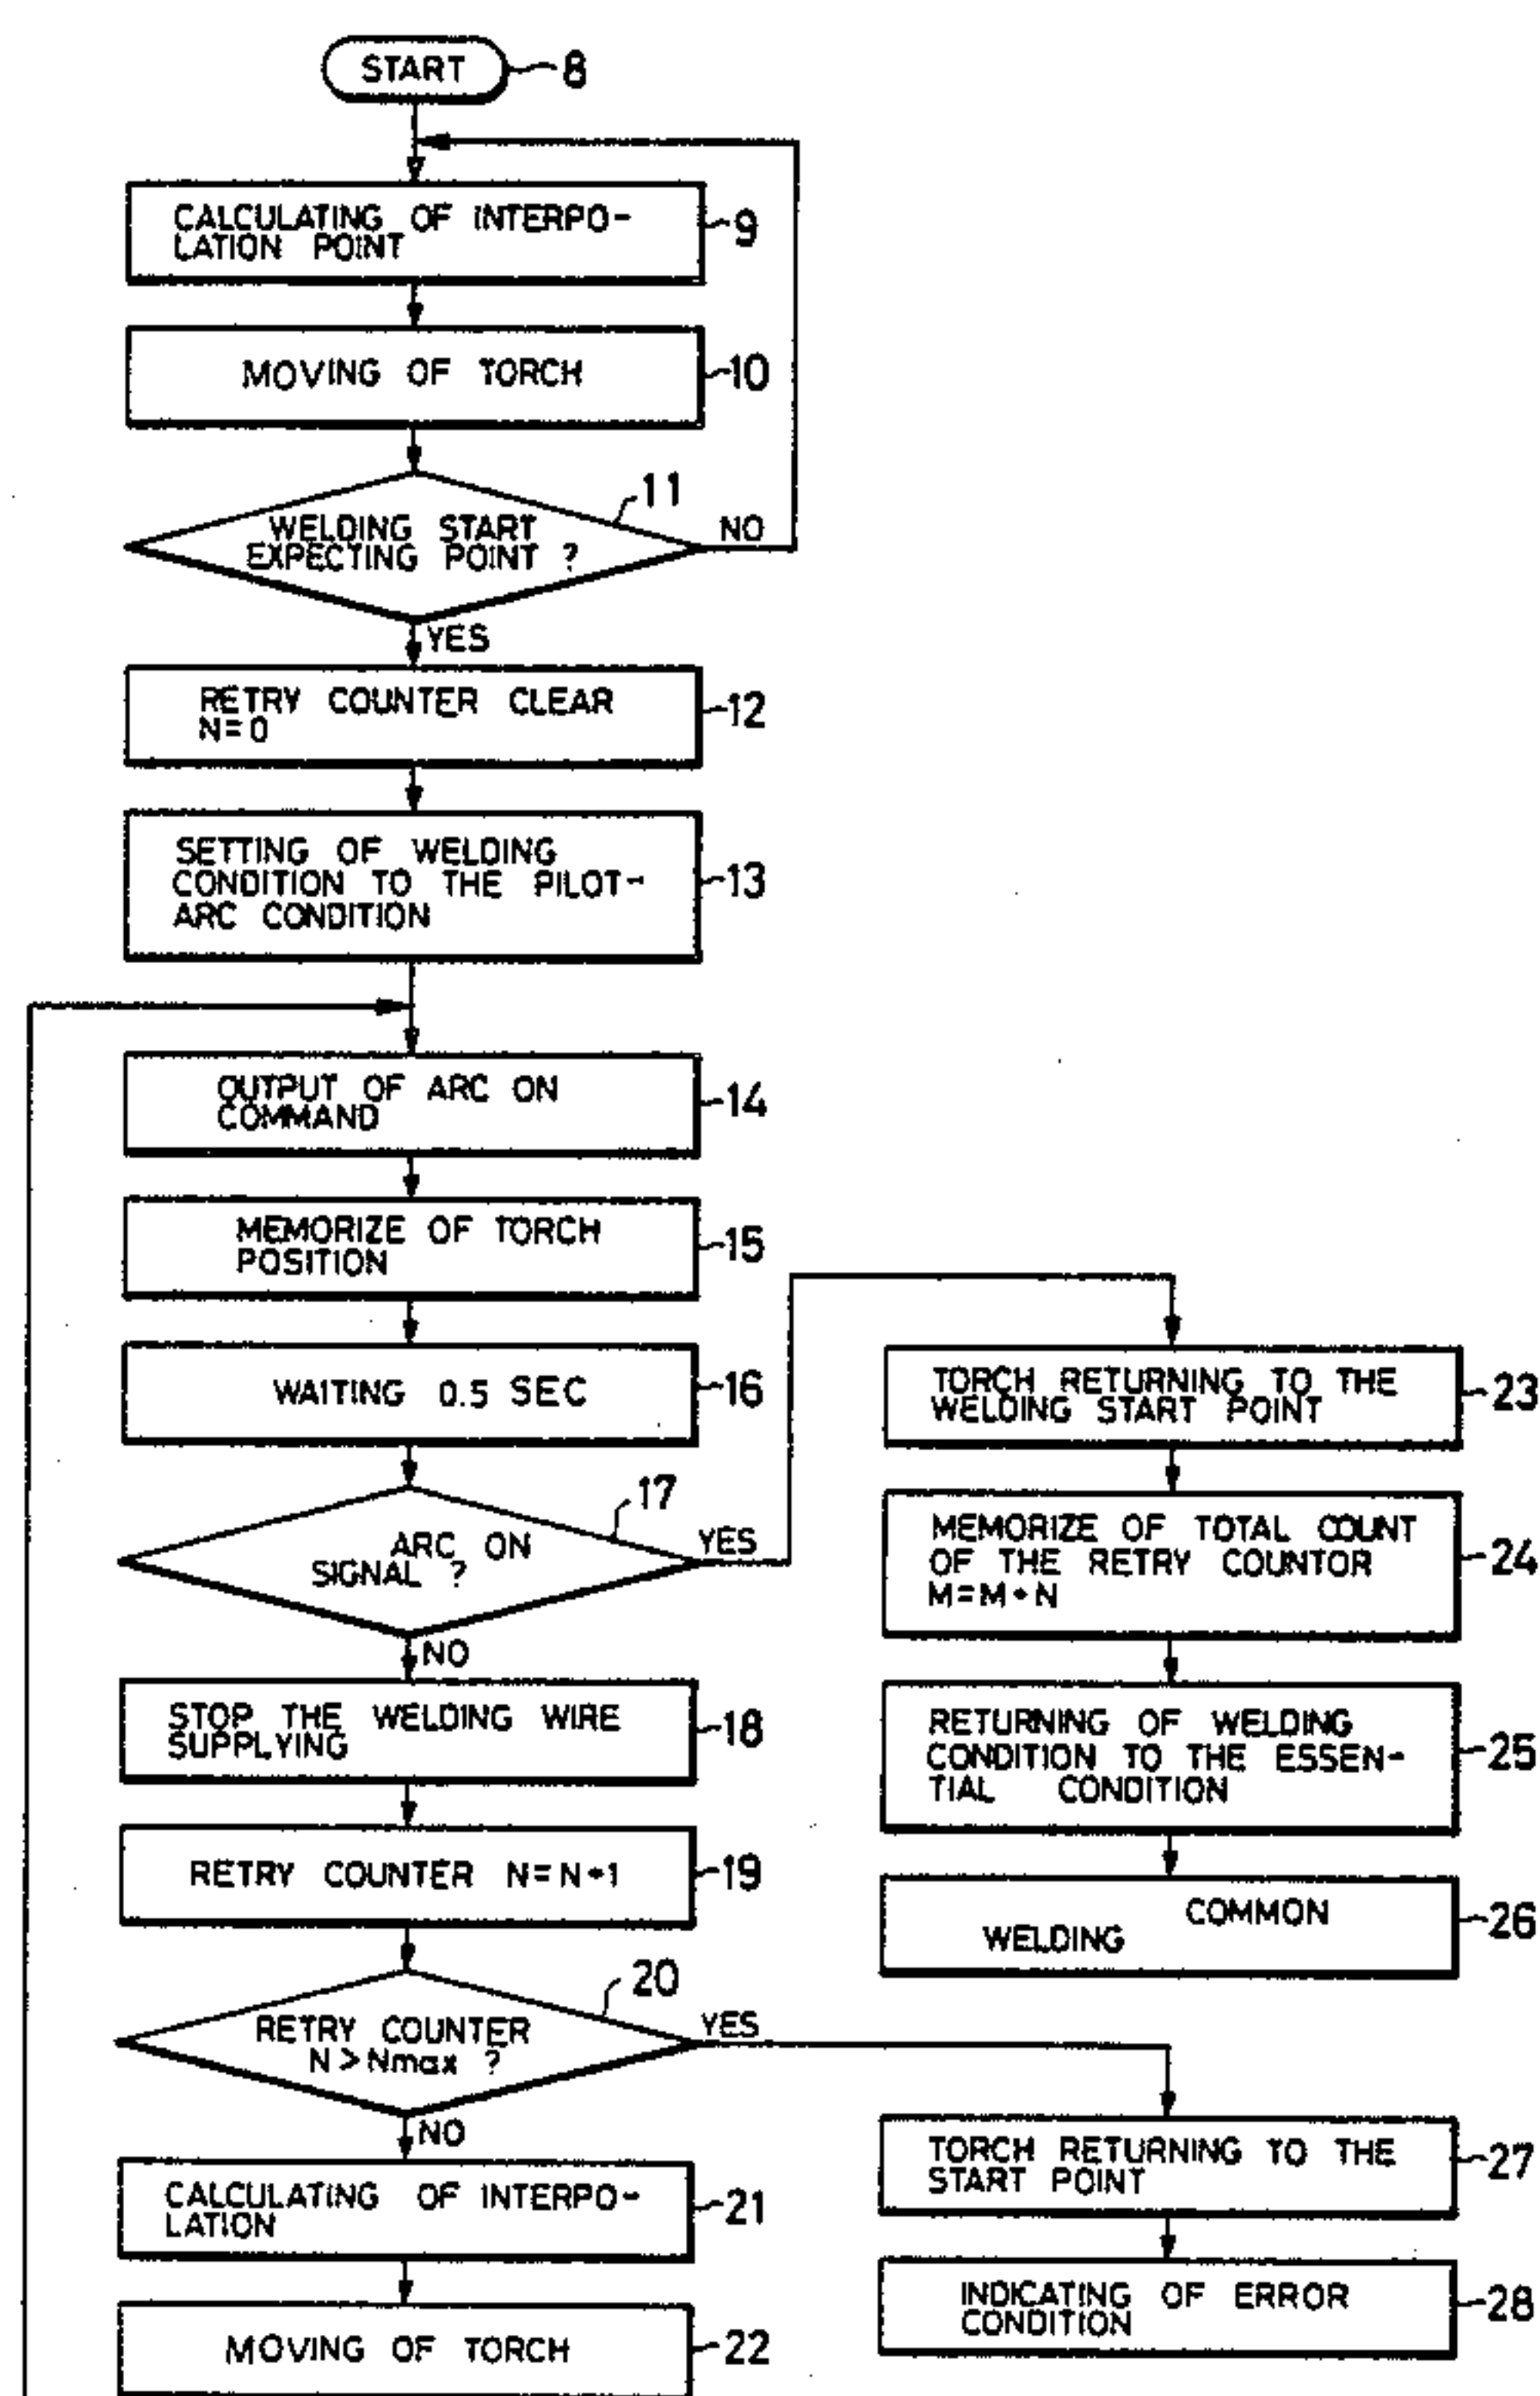 START
8
CALCULATING OF INTERPO-
LATION POINT
9
MOVING OF TORCH
10
11
WELDING START
EXPECTING POINT ?
NO
YES
RETRY COUNTER CLEAR
N=0
12
SETTING OF WELDING
CONDITION TO THE PILOT-
ARC CONDITION
13
OUTPUT OF ARC ON
COMMAND
14
MEMORIZE OF TORCH
POSITION
15
WAITING 0.5 SEC
16
17
ARC ON
SIGNAL ?
YES
NO
STOP THE WELDING WIRE
SUPPLYING
18
RETRY COUNTER N=N+1
19
20
RETRY COUNTER
N>Nmax ?
YES
NO
CALCULATING OF INTERPO-
LATION
21
MOVING OF TORCH
22
TORCH RETURNING TO THE
WELDING START POINT
23
MEMORIZE OF TOTAL COUNT
OF THE RETRY COUNTOR
M=M+N
24
RETURNING OF WELDING
CONDITION TO THE ESSEN-
TIAL CONDITION
25
COMMON
WELDING
26
TORCH RETURNING TO THE
START POINT
27
INDICATING OF ERROR
CONDITION
28